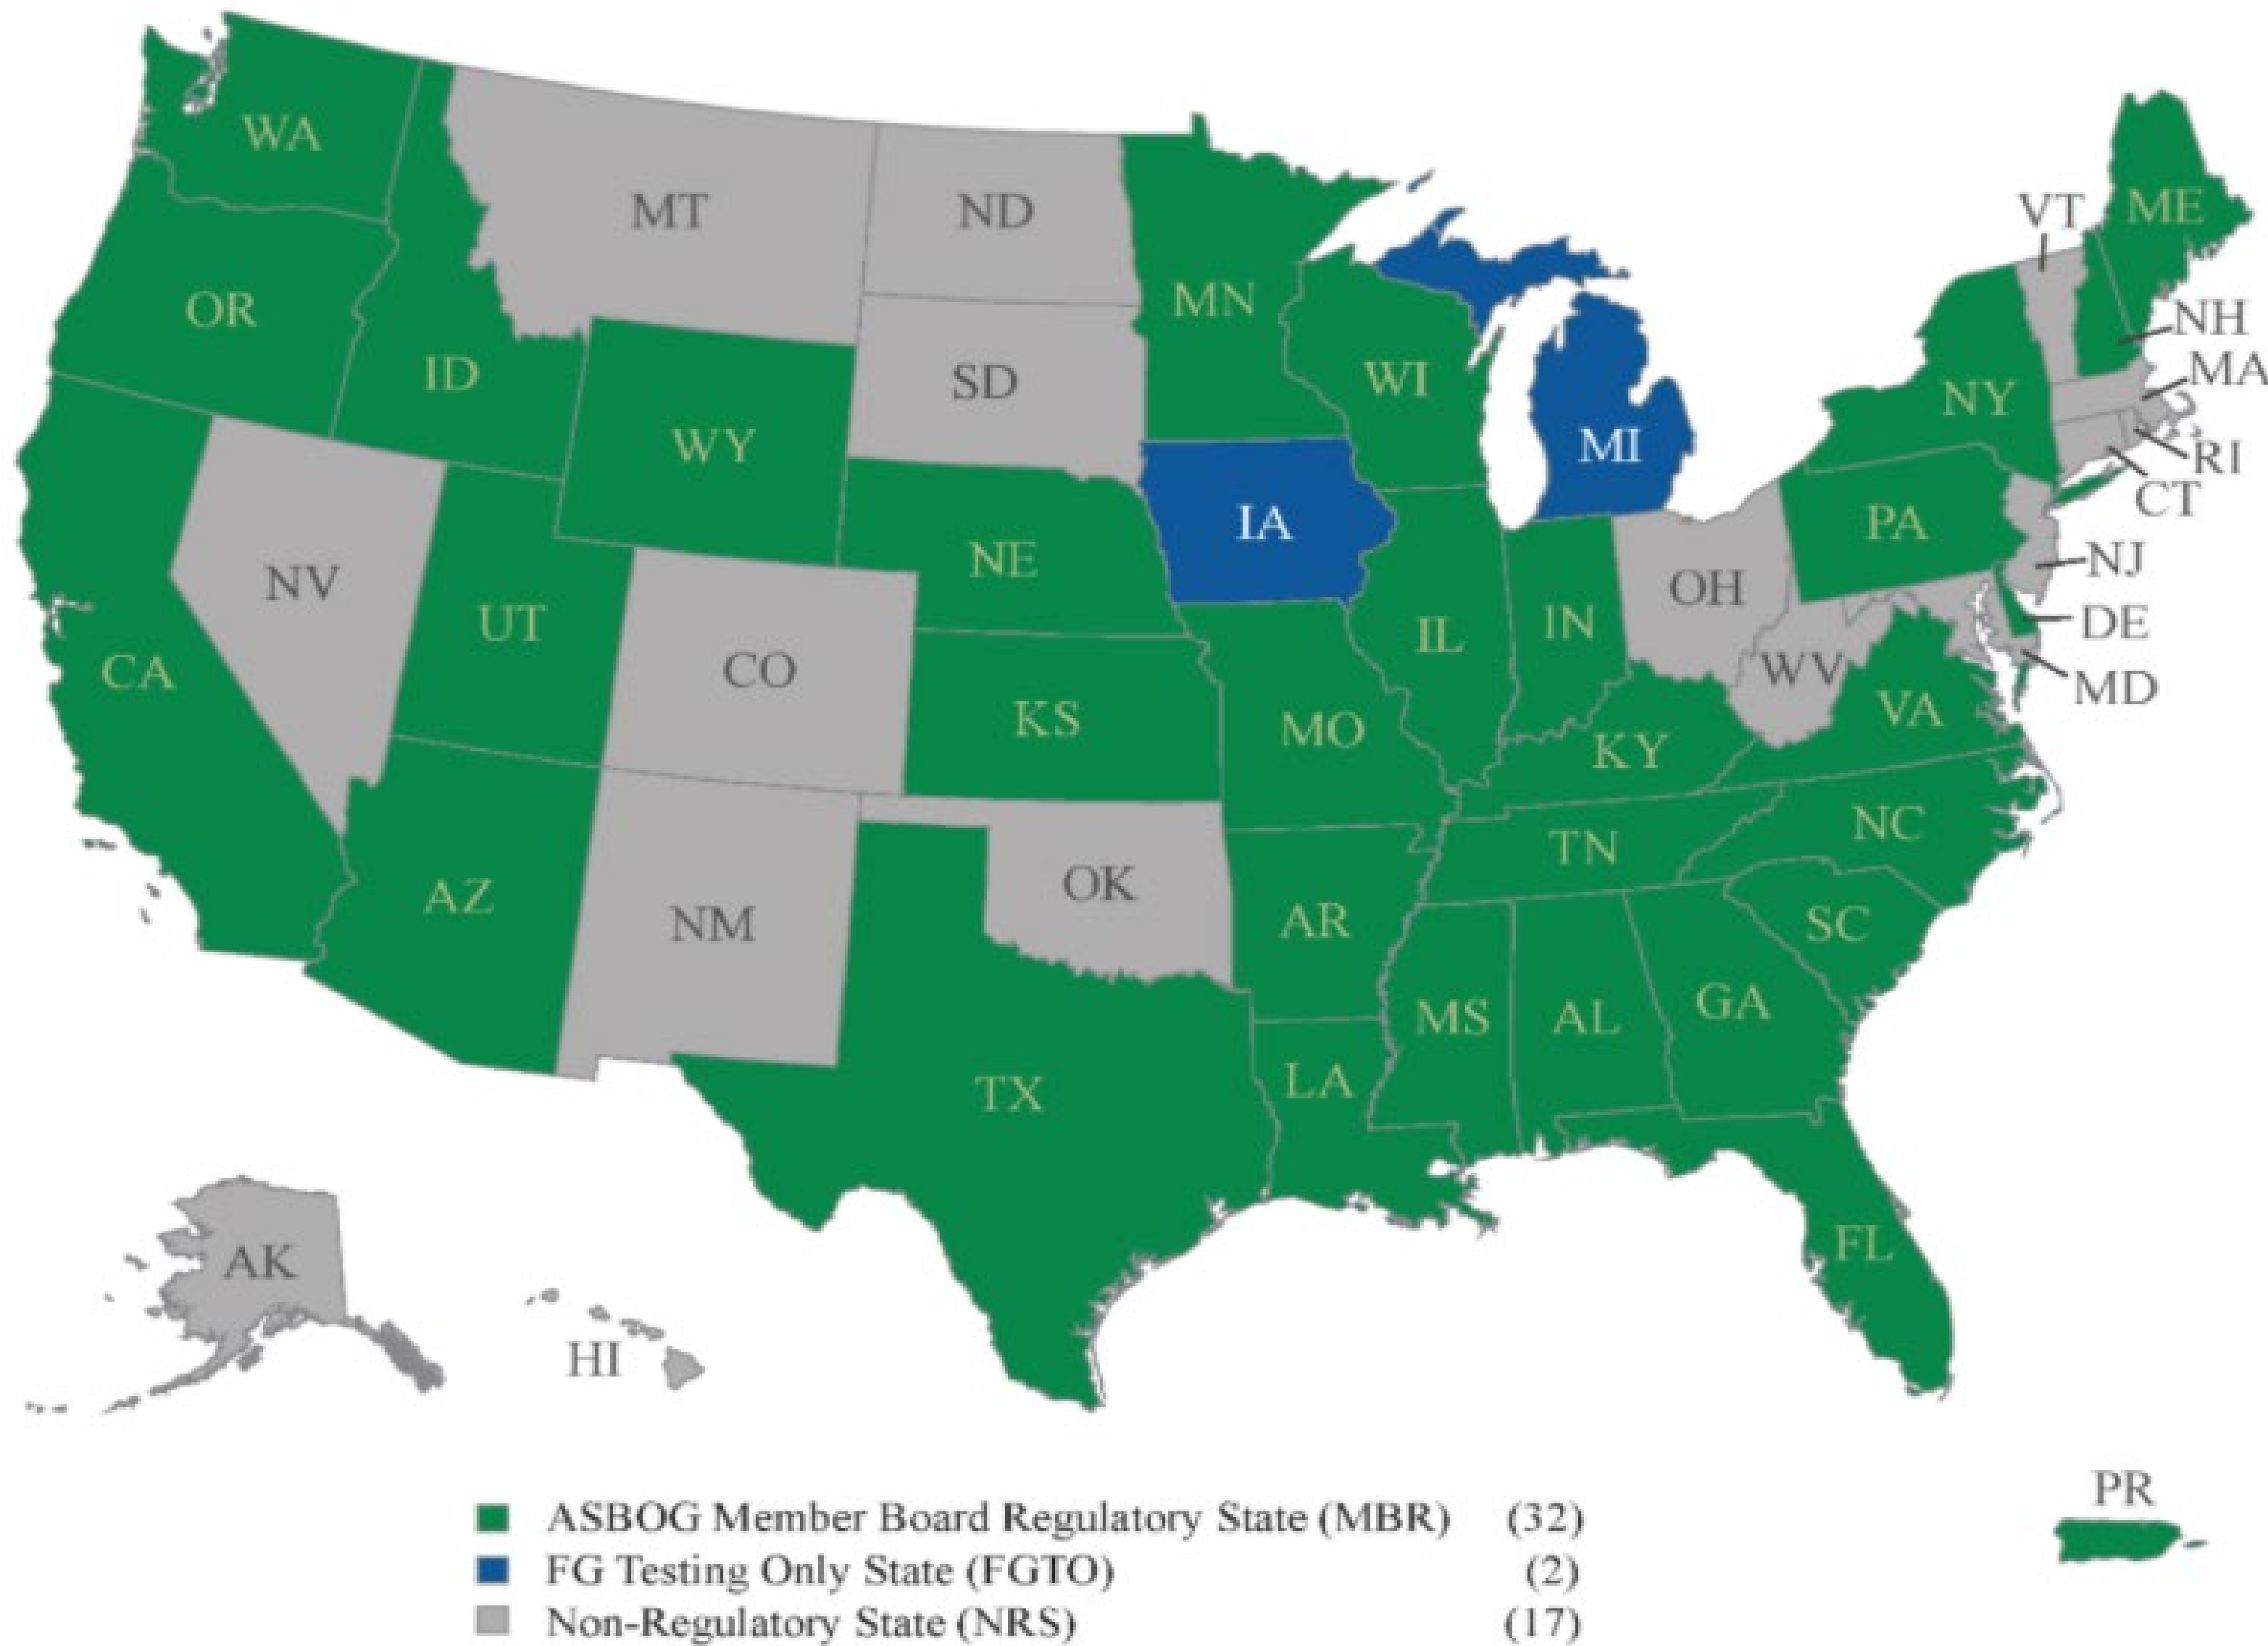 WA
MT
ND
VT
ME
OR
MN
NH
ID
SD
WI
MA
NY
WY
MI
RI
IA
CT
PA
NE
NJ
NV
OH
UT
IN
DE
IL
CO
WV
CA
MD
KS
VA
MO
KY
NC
TN
OK
AZ
NM
AR
SC
GA
MS
AL
LA
TX
FL
AK
HI
PR
ASBOG Member Board Regulatory State (MBR) (32)
FG Testing Only State (FGTO) (2)
Non-Regulatory State (NRS) (17)